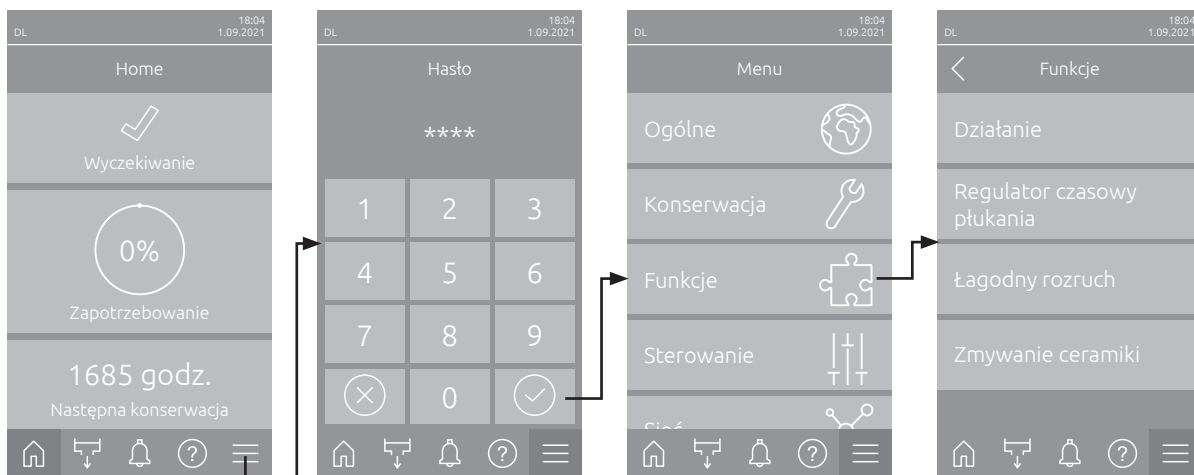 18:04
DL 1.09.2021
Home
Wyczekiwanie
0%
Zapotrzebowanie
1685 godz.
Następna konserwacja
?
18:04
DL 1.09.2021
Hasło
****
1 2 3
4 5 6
7 8 9
0
?
18:04
DL 1.09.2021
Menu
Ogólne
Konserwacja
Funkcje
Sterowanie
Sieć
?
18:04
DL 1.09.2021
Funkcje
Działanie
Regulator czasowy
płukania
Łagodny rozruch
Zmywanie ceramiki
?